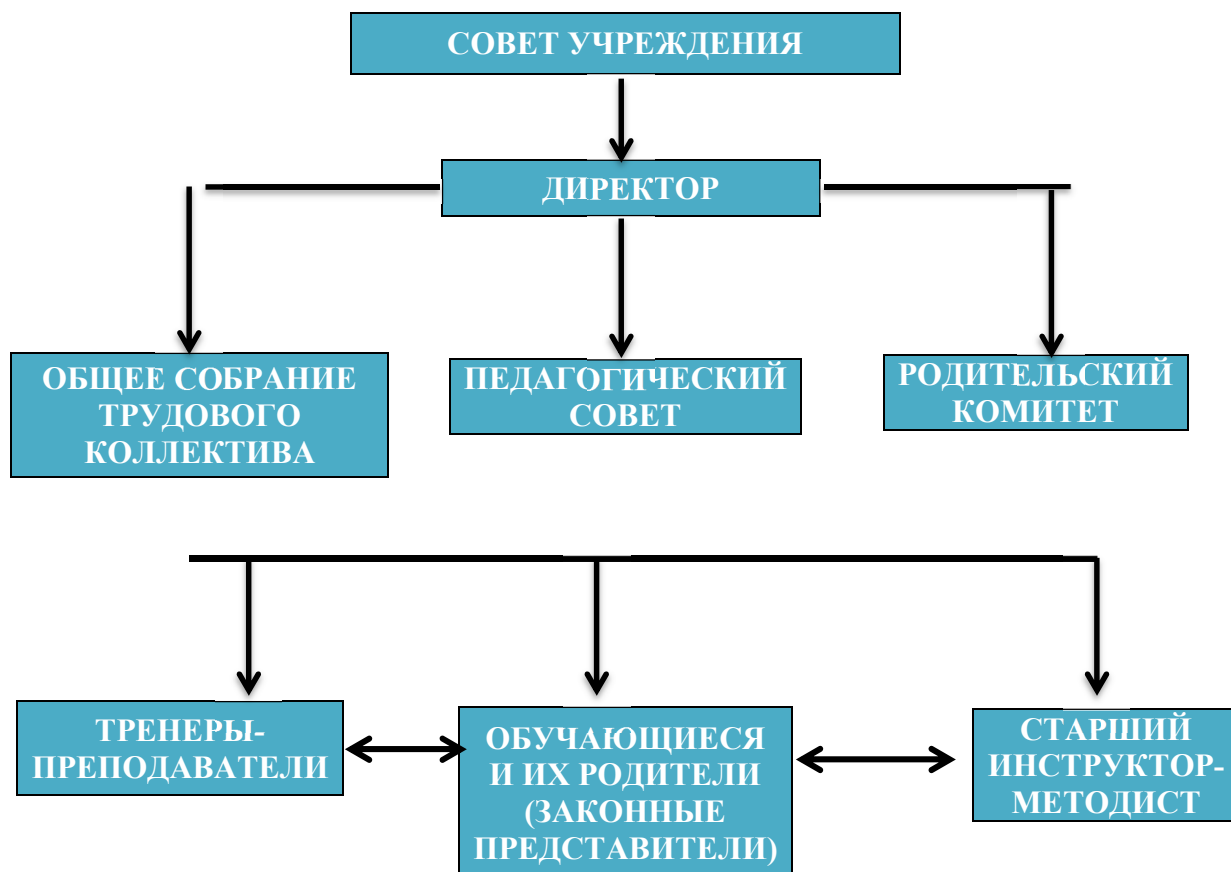 СОВЕТ УЧРЕЖДЕНИЯ
ДИРЕКТОР
ОБЩЕЕ СОБРАНИЕ
ТРУДОВОГО
КОЛЛЕКТИВА
ПЕДАГОГИЧЕСКИЙ
СОВЕТ
РОДИТЕЛЬСКИЙ
КОМИТЕТ
ТРЕНЕРЫ-
ПРЕПОДАВАТЕЛИ
ОБУЧАЮЩИЕСЯ
И ИХ РОДИТЕЛИ
(ЗАКОННЫЕ
ПРЕДСТАВИТЕЛИ)
СТАРШИЙ
ИНСТРУКТОР-
МЕТОДИСТ